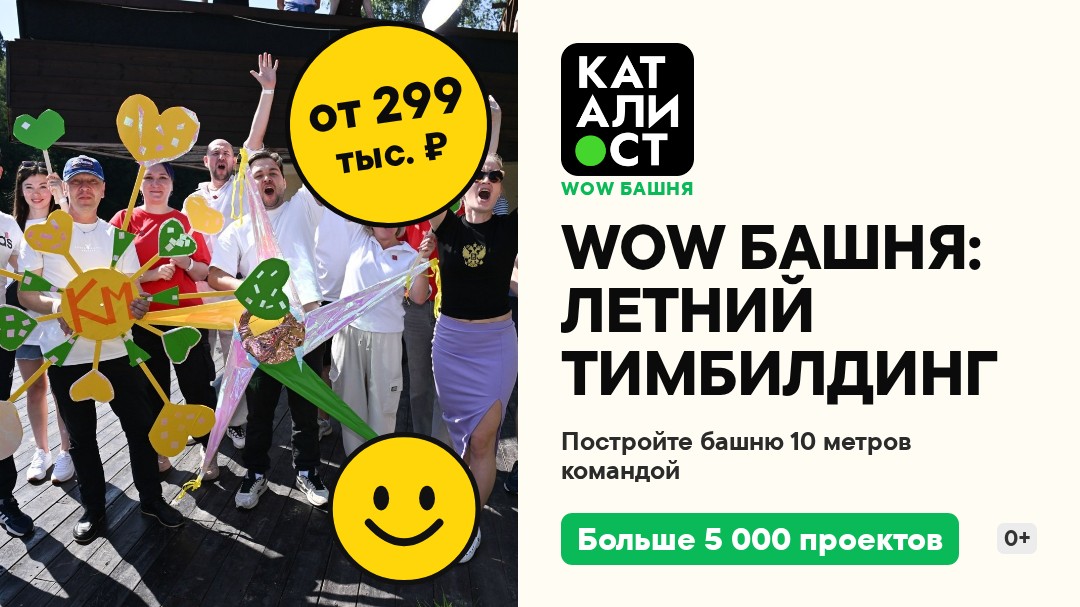 от 299
тыс. ₽
КМ
КАТ
АЛИ
СТ
WOW БАШНЯ
WOW БАШНЯ:
ЛЕТНИЙ
ТИМБИЛДИНГ
Постройте башню 10 метров
командой
Больше 5 000 проектов
0+